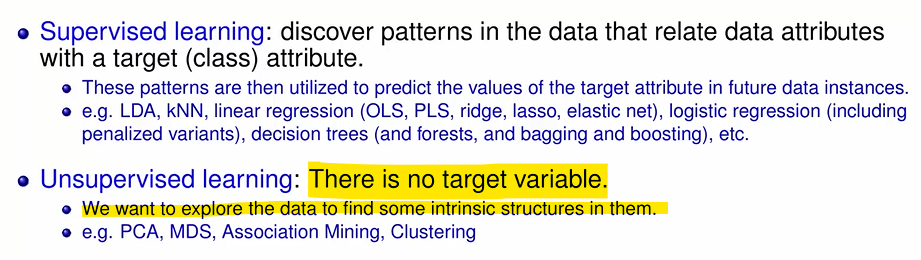 Supervised learning: discover patterns in the data that relate data attributes
with a target (class) attribute.
These patterns are then utilized to predict the values of the target attribute in future data instances.
e.g. LDA, kNN, linear regression (OLS, PLS, ridge, lasso, elastic net), logistic regression (including
penalized variants), decision trees (and forests, and bagging and boosting), etc.
Unsupervised learning: There is no target variable.
We want to explore the data to find some intrinsic structures in them.
e.g. PCA, MDS, Association Mining, Clustering